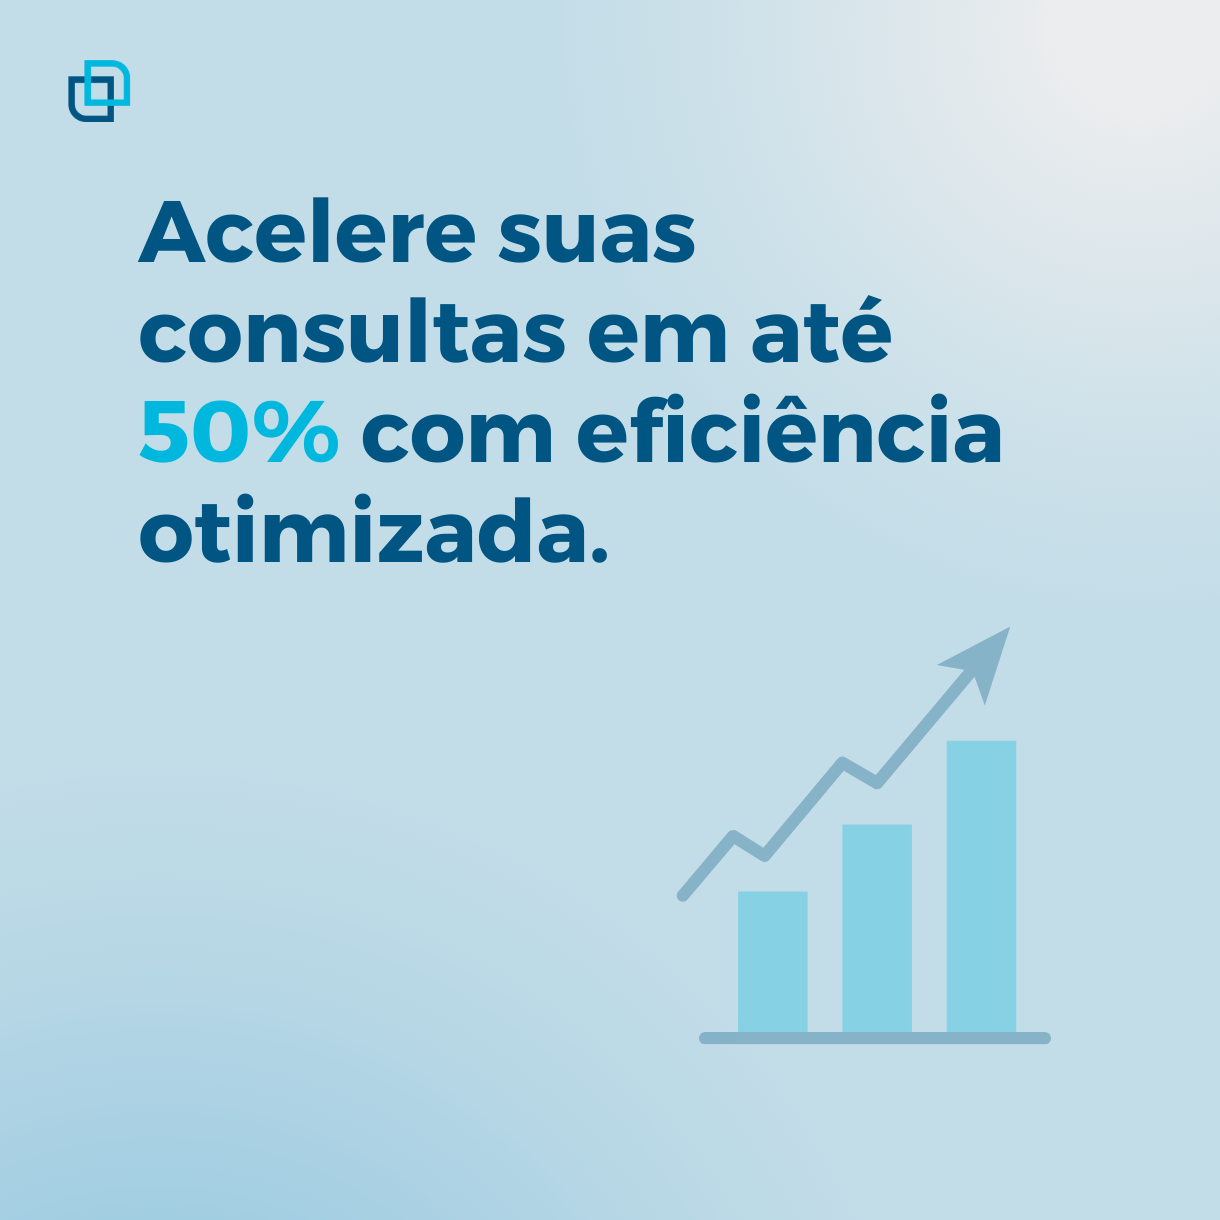 Acelere suas
consultas em até
50% com eficiência
otimizada.